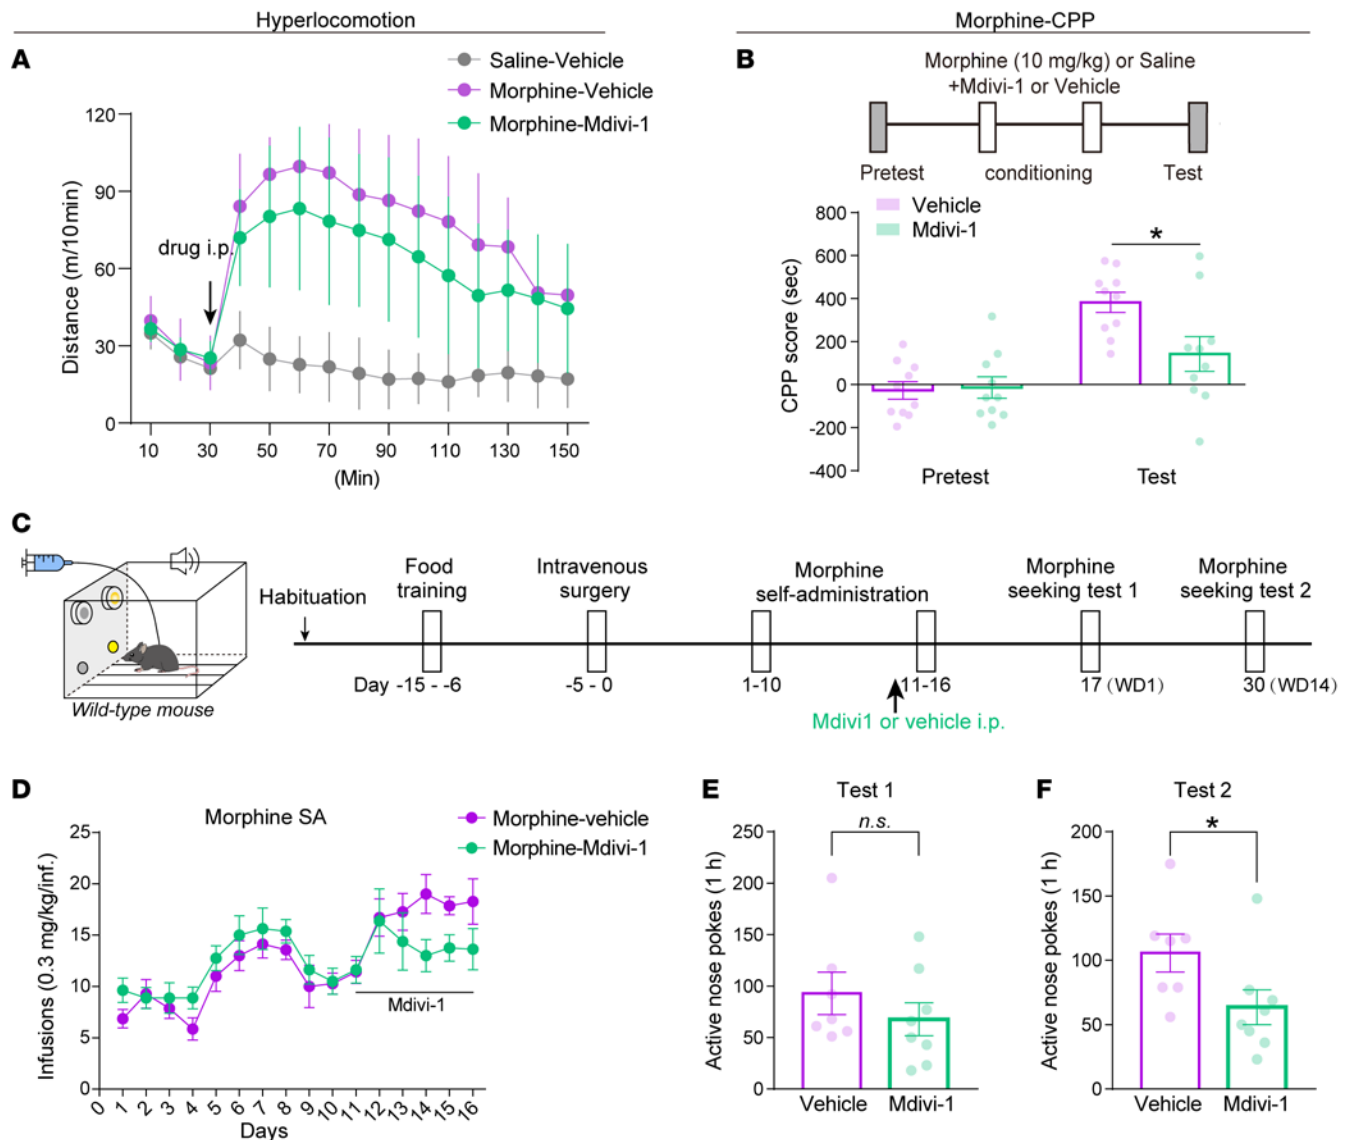 Hyperlocomotion
Morphine-CPP
A
Saline-Vehicle
Morphine-Vehicle
Morphine-Mdivi-1
120
90
60
30
0
Distance (m/10min)
drug i.p.
10 30 50 70 90 110 130 150
(Min)
B
Morphine (10 mg/kg) or Saline
+Mdivi-1 or Vehicle
Pretest conditioning Test
Vehicle
Mdivi-1
800
600
400
200
0
-200
-400
CPP score (sec)
*
Pretest Test
C
Wild-type mouse
Habituation
Food
training
Intravenous
surgery
Morphine
self-administration
Morphine
seeking test 1
Morphine
seeking test 2
Day -15 - -6 -5 - 0 1-10 11-16 17 (WD1) 30 (WD14)
Mdivi1 or vehicle i.p.
D
Morphine SA
Morphine-vehicle
Morphine-Mdivi-1
25
20
15
10
5
0
Infusions (0.3 mg/kg/inf.)
Mdivi-1
0 1 2 3 4 5 6 7 8 9 10 11 12 13 14 15 16
Days
E
Test 1
n.s.
250
200
150
100
50
0
Active nose pokes (1 h)
Vehicle Mdivi-1
F
Test 2
*
200
150
100
50
0
Active nose pokes (1 h)
Vehicle Mdivi-1